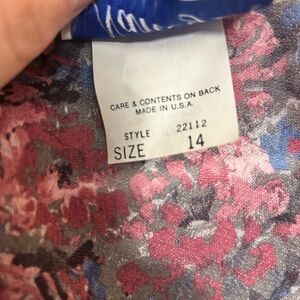 CARE & CONTENTS ON BACK
MADE IN U.S.A.
STYLE 22112
SIZE 14